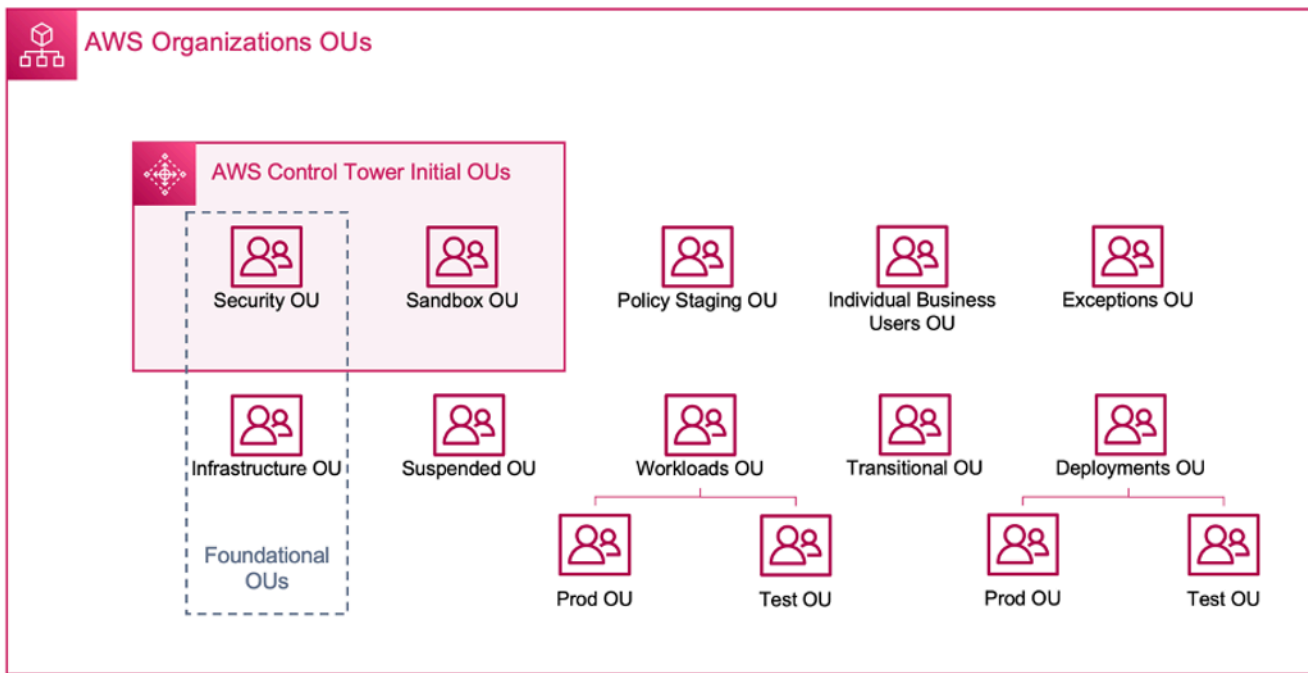 AWS Organizations OUs
AWS Control Tower Initial OUs
Security OU
Sandbox OU
Policy Staging OU
Individual Business
Users OU
Exceptions OU
Infrastructure OU
Suspended OU
Workloads OU
Transitional OU
Deployments OU
Foundational
OUs
Prod OU
Test OU
Prod OU
Test OU